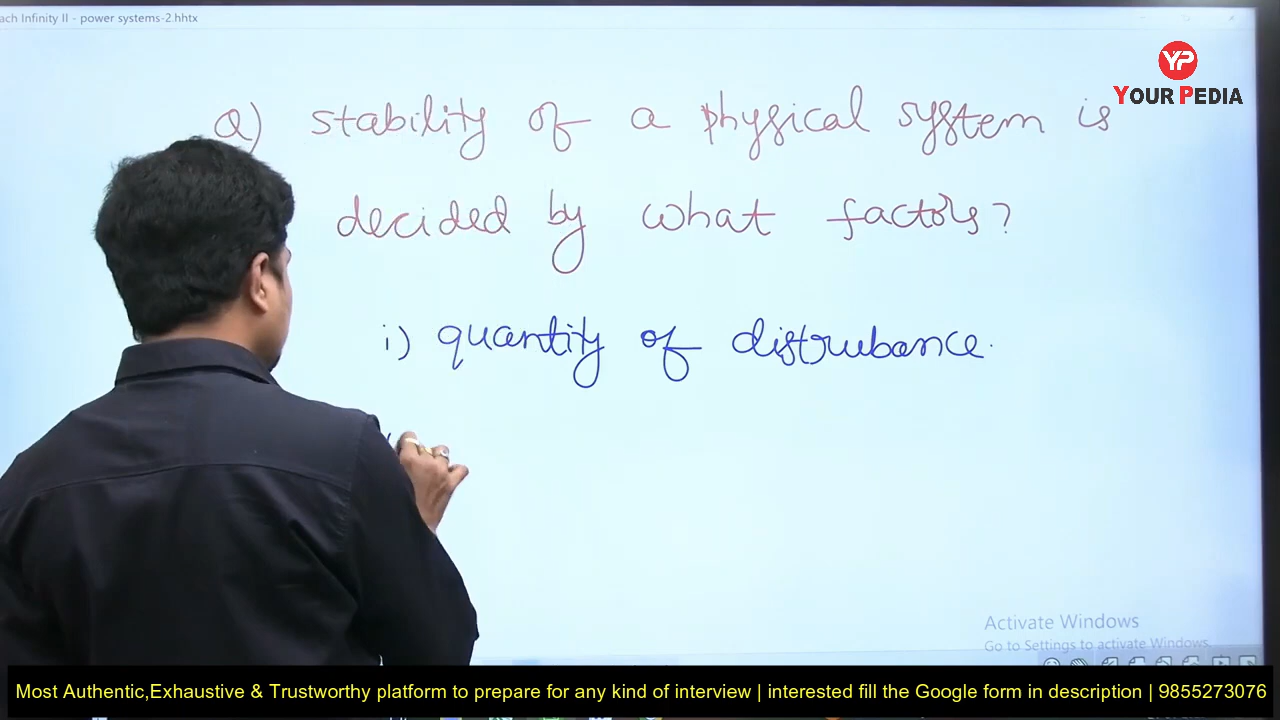 ach Infinity II - power systems-2.hhtx
YP
YOUR PEDIA
Q) stability of a physical system is
decided by what factors?
i) quantity of distrubance.
Activate Windows
Go to Settings to activate Windows.
Most Authentic,Exhaustive & Trustworthy platform to prepare for any kind of interview | interested fill the Google form in description | 9855273076